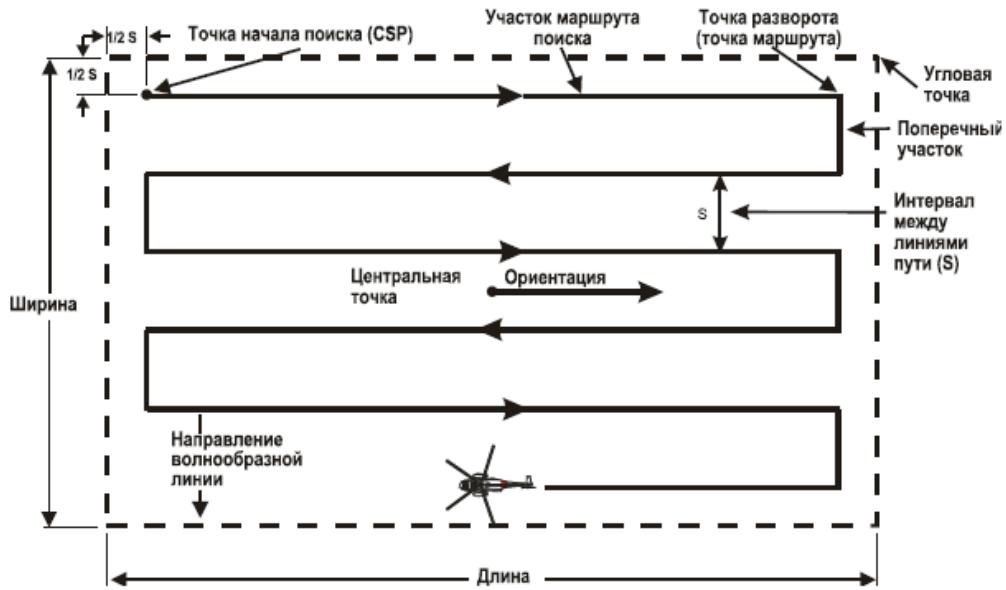 1/2 S
1/2 S
Точка начала поиска (CSP)
Участок маршрута
поиска
Точка разворота
(точка маршрута)
Угловая
точка
Поперечный
участок
S
Интервал
между
линиями
пути (S)
Центральная
точка
Ориентация
Ширина
Направление
волнообразной
линии
Длина